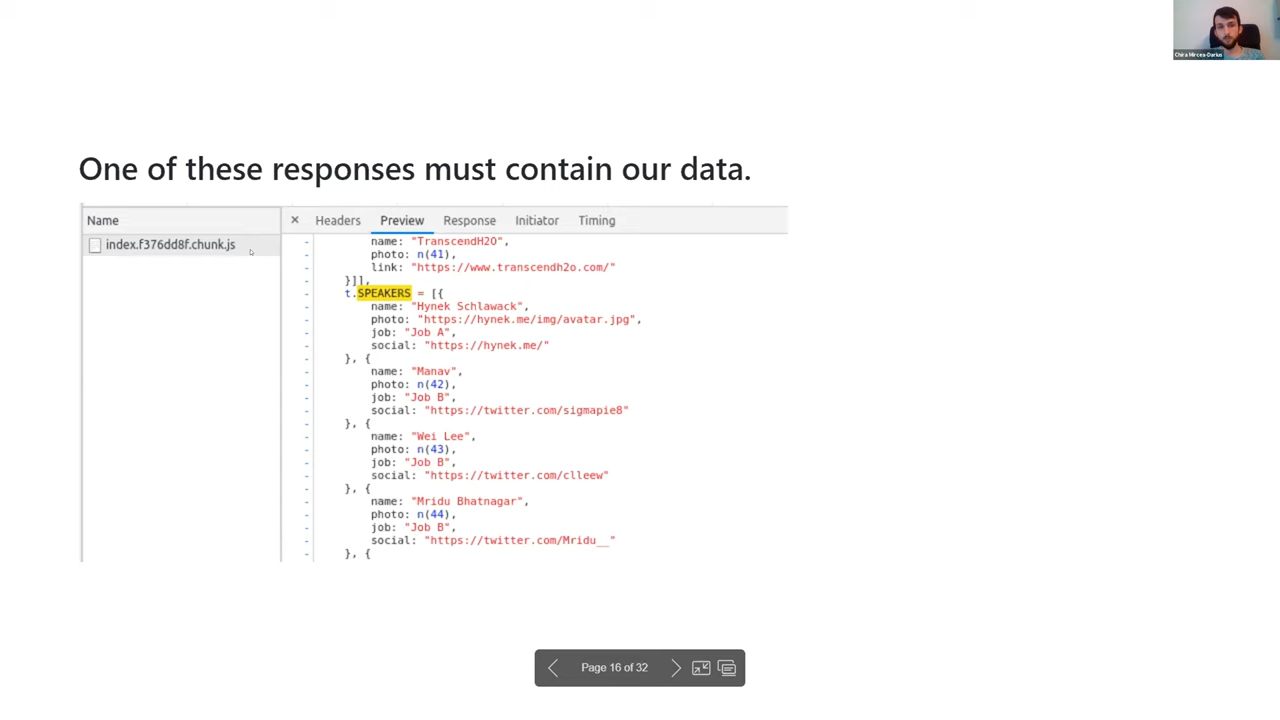 Chira Mircea-Darius
One of these responses must contain our data.
Name
× Headers Preview Response Initiator Timing
index.f376dd8f.chunk.js
- name: "TranscendH2O",
- photo: n(41),
- link: "https://www.transcendh2o.com/"
- }]],
- t.SPEAKERS = [{
- name: "Hynek Schlawack",
- photo: "https://hynek.me/img/avatar.jpg",
- job: "Job A",
- social: "https://hynek.me/"
- }, {
- name: "Manav",
- photo: n(42),
- job: "Job B",
- social: "https://twitter.com/sigmapie8"
- }, {
- name: "Wei Lee",
- photo: n(43),
- job: "Job B",
- social: "https://twitter.com/clleew"
- }, {
- name: "Mridu Bhatnagar",
- photo: n(44),
- job: "Job B",
- social: "https://twitter.com/Mridu__"
- }, {
Page 16 of 32